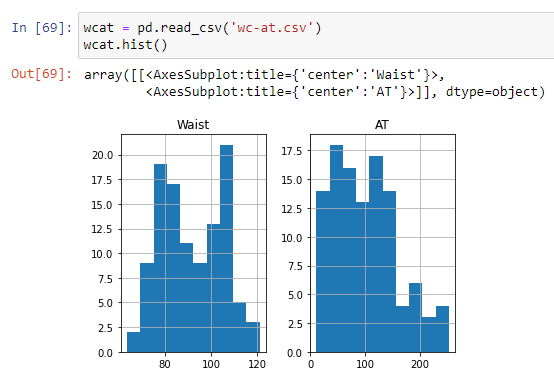 In [69]: wcat = pd.read_csv('wc-at.csv')
wcat.hist()
Out[69]: array([[<AxesSubplot:title={'center':'Waist'}>,
<AxesSubplot:title={'center':'AT'}>]], dtype=object)
Waist
20.0
17.5
15.0
12.5
10.0
7.5
5.0
2.5
0.0
80 100 120
AT
17.5
15.0
12.5
10.0
7.5
5.0
2.5
0.0
0 100 200